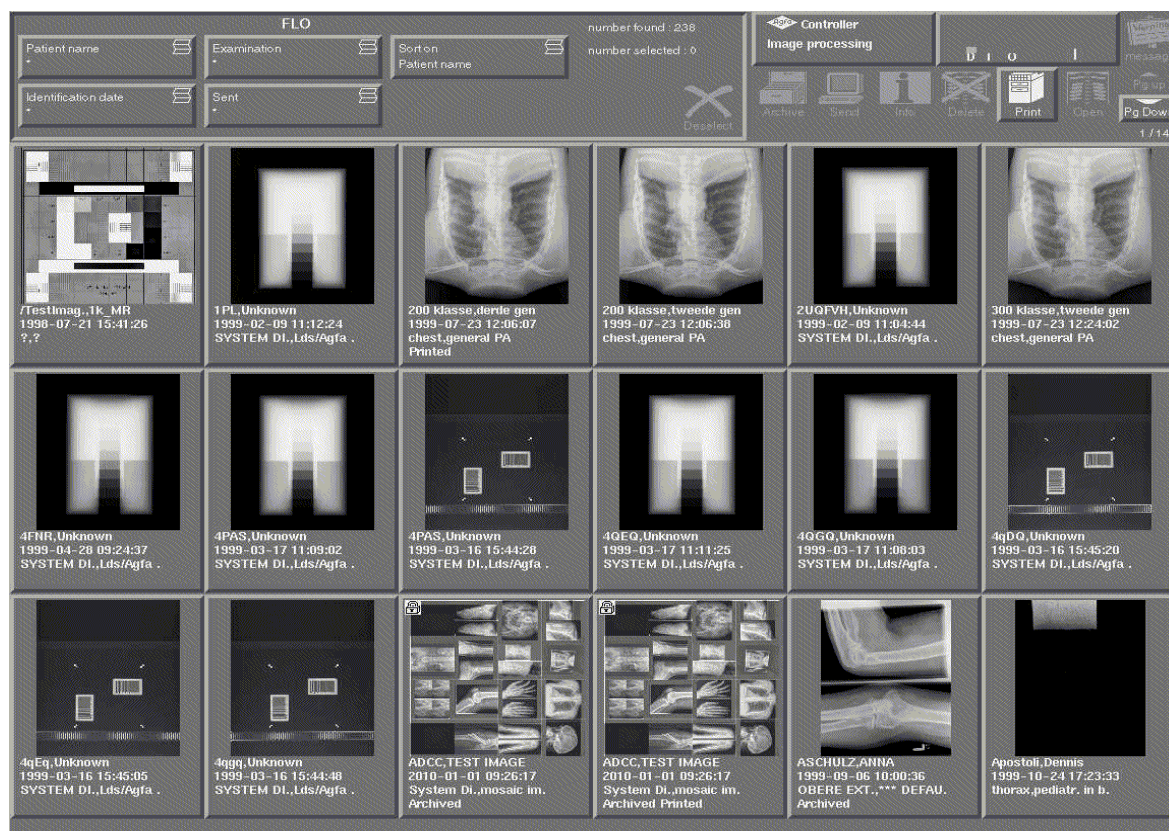 FLO
number found : 238
number selected : 0
Patient name
*
Examination
*
Sort on
Patient name
Identification date
*
Sent
*
Deselect
Agfa Controller
Image processing
message
Archive
Send
Info
Delete
Print
Open
Pg up
Pg Down
1 / 14
/TestImag.,1k_MR
1998-07-21 15:41:26
?,?
1PL,Unknown
1999-02-09 11:12:24
SYSTEM DI.,Lds/Agfa .
200 klasse,derde gen
1999-07-23 12:06:07
chest,general PA
Printed
200 klasse,tweede gen
1999-07-23 12:06:38
chest,general PA
2UQFVH,Unknown
1999-02-09 11:04:44
SYSTEM DI.,Lds/Agfa .
300 klasse,tweede gen
1999-07-23 12:24:02
chest,general PA
4FNR,Unknown
1999-04-28 09:24:37
SYSTEM DI.,Lds/Agfa .
4PAS,Unknown
1999-03-17 11:09:02
SYSTEM DI.,Lds/Agfa .
4PAS,Unknown
1999-03-16 15:44:28
SYSTEM DI.,Lds/Agfa .
4QEQ,Unknown
1999-03-17 11:11:25
SYSTEM DI.,Lds/Agfa .
4QGQ,Unknown
1999-03-17 11:08:03
SYSTEM DI.,Lds/Agfa .
4qDQ,Unknown
1999-03-16 15:45:20
SYSTEM DI.,Lds/Agfa .
4qEq,Unknown
1999-03-16 15:45:05
SYSTEM DI.,Lds/Agfa .
4qgq,Unknown
1999-03-16 15:44:48
SYSTEM DI.,Lds/Agfa .
ADCC,TEST IMAGE
2010-01-01 09:26:17
System Di.,mosaic im.
Archived
ADCC,TEST IMAGE
2010-01-01 09:26:17
System Di.,mosaic im.
Archived Printed
ASCHULZ,ANNA
1999-09-06 10:00:36
OBERE EXT.,*** DEFAU.
Archived
Apostoli,Dennis
1999-10-24 17:23:33
thorax,pediatr. in b.